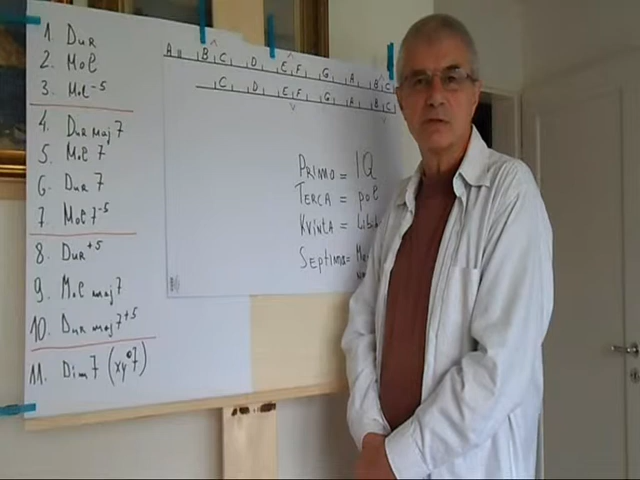 1. Dur
2. Mol
3. Mol-5
4. Dur maj 7
5. Mol 7
6. Dur 7
7. Mol 7-5
8. Dur+5
9. Mol maj 7
10. Dur maj 7+5
11. Dim 7 (xy°7)
A B C D E F G A B C
C D E F G A B C
Primo = IQ
Terca = pol
Kvinta =
Septima =